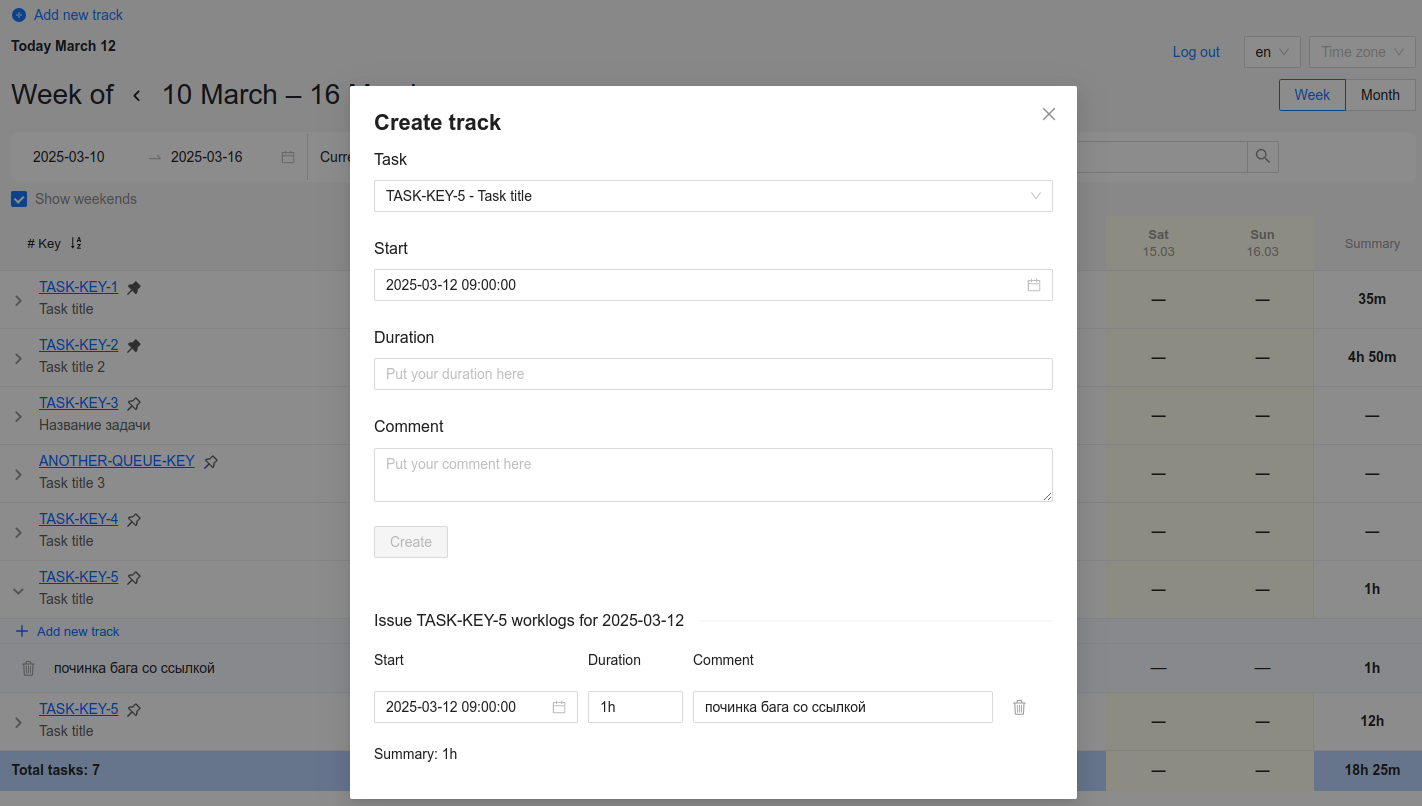 Add new track
Today March 12
Log out
en
Time zone
Week of
10 March – 16
Week
Month
2025-03-10
2025-03-16
Show weekends
# Key
Sat
15.03
Sun
16.03
Summary
TASK-KEY-1
Task title
—
—
35m
TASK-KEY-2
Task title 2
—
—
4h 50m
TASK-KEY-3
Название задачи
—
—
—
ANOTHER-QUEUE-KEY
Task title 3
—
—
—
TASK-KEY-4
Task title
—
—
—
TASK-KEY-5
Task title
—
—
1h
Add new track
починка бага со ссылкой
—
—
1h
TASK-KEY-5
Task title
—
—
12h
Total tasks: 7
—
—
18h 25m
Create track
Task
TASK-KEY-5 - Task title
Start
2025-03-12 09:00:00
Duration
Put your duration here
Comment
Put your comment here
Create
Issue TASK-KEY-5 worklogs for 2025-03-12
Start
Duration
Comment
2025-03-12 09:00:00
1h
починка бага со ссылкой
Summary: 1h